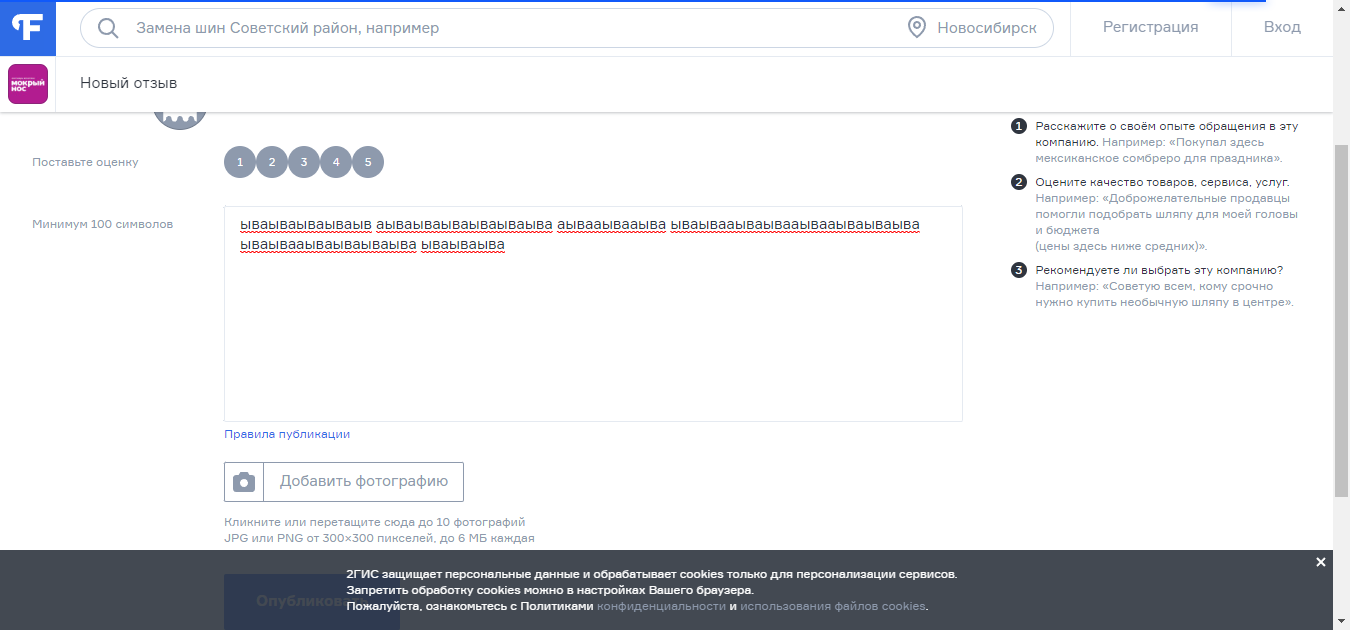 Замена шин Советский район, например
Новосибирск
Регистрация
Вход
МОКРЫЙ
НОС
Новый отзыв
Поставьте оценку
1 2 3 4 5
Минимум 100 символов
ываываываываыв аываываываываываыва аываaываaыва ываываaываываaываaываываыва
ываываaываываываыва ываываыва
Правила публикации
Добавить фотографию
Кликните или перетащите сюда до 10 фотографий
JPG или PNG от 300×300 пикселей, до 6 МБ каждая
Опубликовать
1 Расскажите о своём опыте обращения в эту
компанию. Например: «Покупал здесь
мексиканское сомбреро для праздника».
2 Оцените качество товаров, сервиса, услуг.
Например: «Доброжелательные продавцы
помогли подобрать шляпу для моей головы
и бюджета
(цены здесь ниже средних)».
3 Рекомендуете ли выбрать эту компанию?
Например: «Советую всем, кому срочно
нужно купить необычную шляпу в центре».
2ГИС защищает персональные данные и обрабатывает cookies только для персонализации сервисов.
Запретить обработку cookies можно в настройках Вашего браузера.
Пожалуйста, ознакомьтесь с Политиками конфиденциальности и использования файлов cookies.